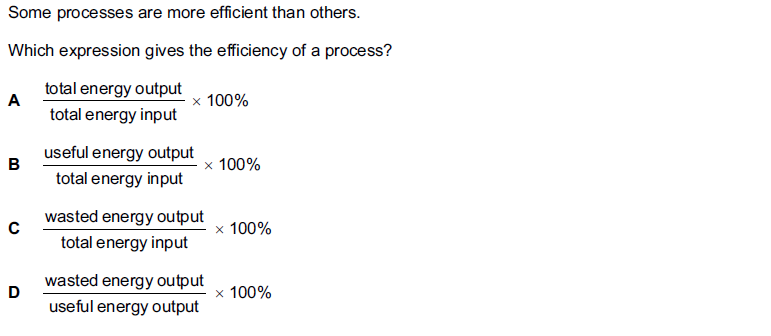 Some processes are more efficient than others.
Which expression gives the efficiency of a process?
A total energy output / total energy input × 100%
B useful energy output / total energy input × 100%
C wasted energy output / total energy input × 100%
D wasted energy output / useful energy output × 100%